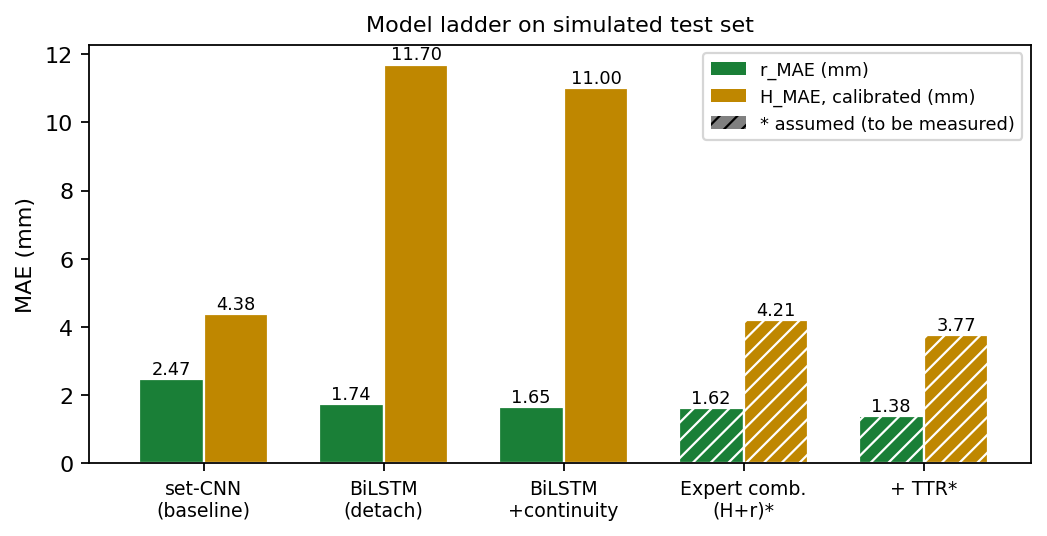 Model ladder on simulated test set
MAE (mm)
12
10
8
6
4
2
0
r_MAE (mm)
H_MAE, calibrated (mm)
* assumed (to be measured)
2.47
4.38
1.74
11.70
1.65
11.00
1.62
4.21
1.38
3.77
set-CNN
(baseline)
BiLSTM
(detach)
BiLSTM
+continuity
Expert comb.
(H+r)*
+ TTR*